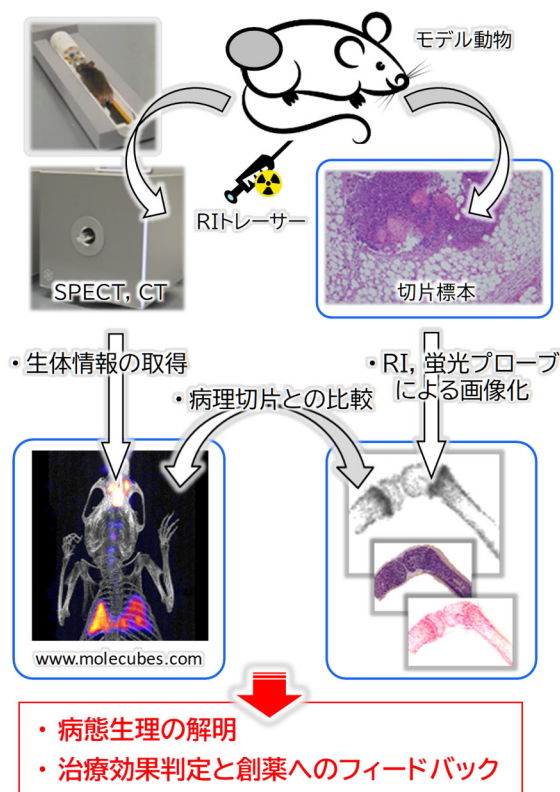 モデル動物
RIトレーサー
SPECT, CT
切片標本
・生体情報の取得
・RI, 蛍光プローブ
による画像化
・病理切片との比較
www.molecubes.com
・病態生理の解明
・治療効果判定と創薬へのフィードバック